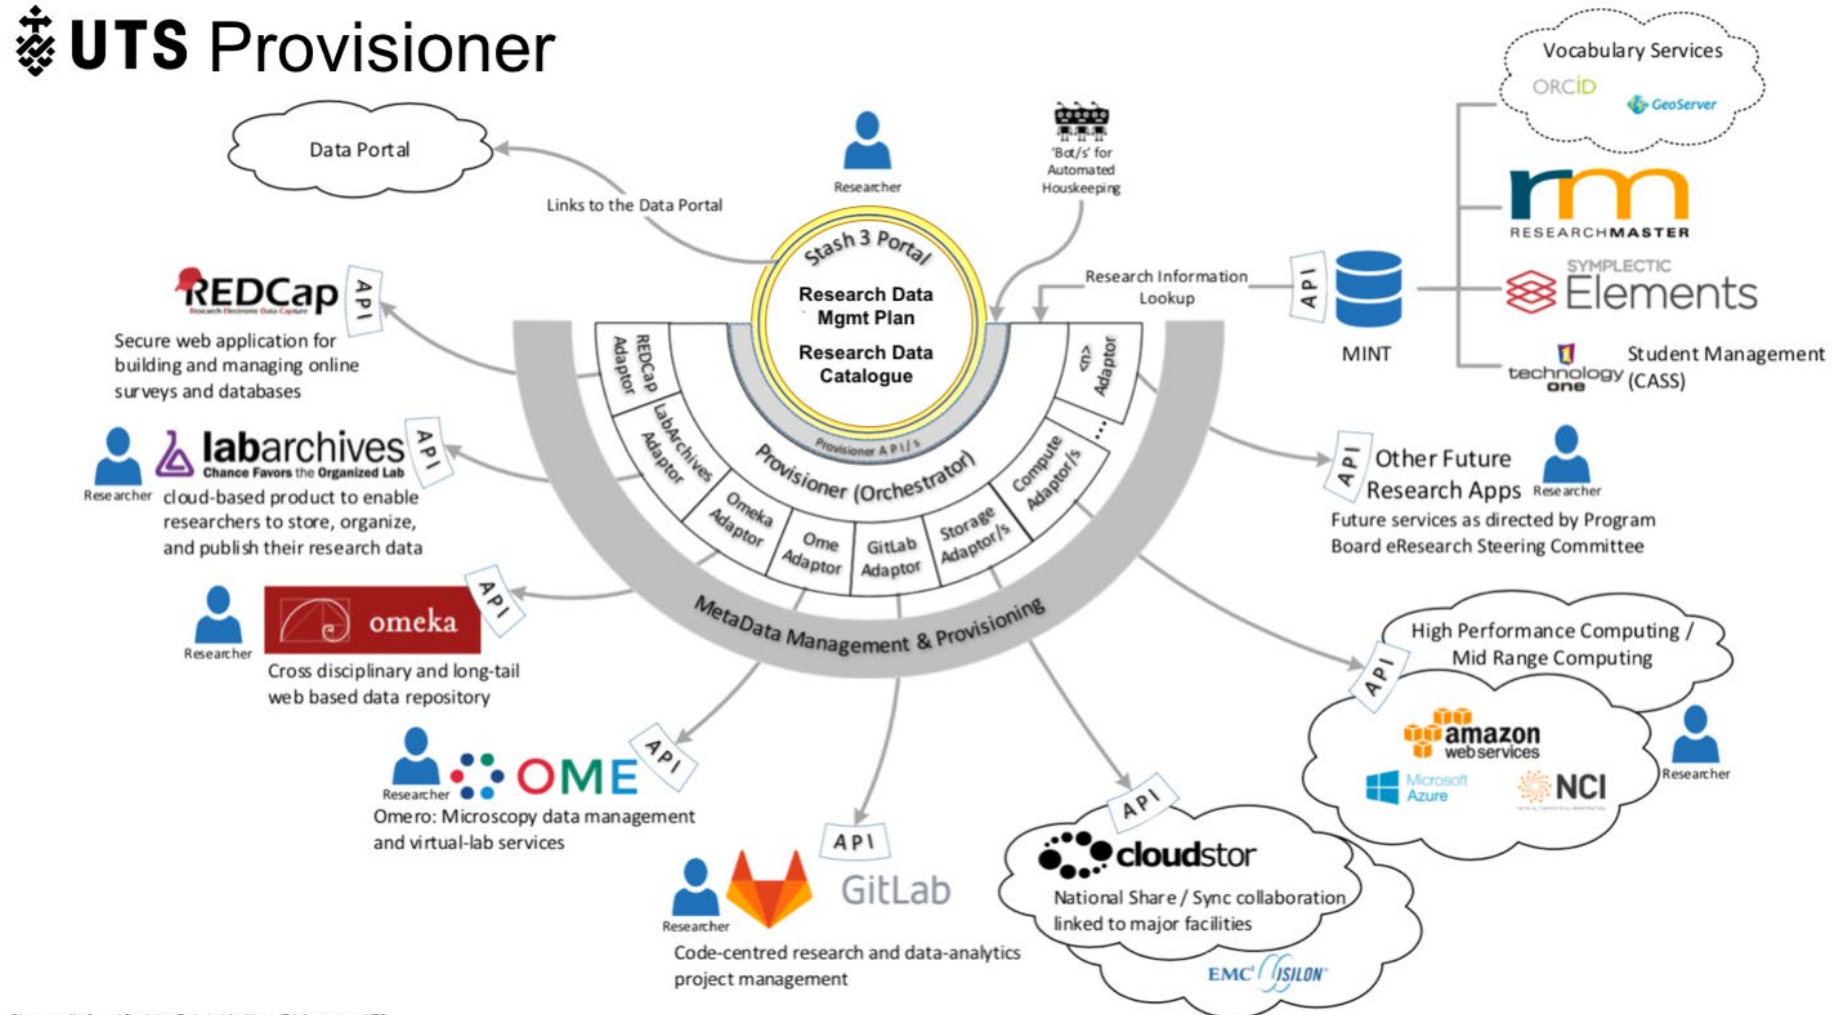 UTS Provisioner
Vocabulary Services
ORCiD
GeoServer
Data Portal
Links to the Data Portal
Researcher
'Bot/s' for
Automated
Houskeeping
rm
RESEARCHMASTER
SYMPLECTIC
Elements
technology
one
Student Management
(CASS)
MINT
API
Research Information
Lookup
Stash 3 Portal
Research Data
Mgmt Plan
Research Data
Catalogue
Provisioner API/s
Provisioner (Orchestrator)
REDCap
Adaptor
LabArchives
Adaptor
Omeka
Adaptor
Ome
Adaptor
GitLab
Adaptor
Storage
Adaptor/s
Compute
Adaptor/s
...
<n>
Adaptor
MetaData Management & Provisioning
REDCap
Research Electronic Data Capture
API
Secure web application for
building and managing online
surveys and databases
labarchives
Chance Favors the Organized Lab
API
Researcher
cloud-based product to enable
researchers to store, organize,
and publish their research data
omeka
API
Researcher
Cross disciplinary and long-tail
web based data repository
OME
API
Researcher
Omero: Microscopy data management
and virtual-lab services
API
GitLab
Researcher
Code-centred research and data-analytics
project management
API
cloudstor
National Share / Sync collaboration
linked to major facilities
EMC² ISILON
API
Other Future
Research Apps
Researcher
Future services as directed by Program
Board eResearch Steering Committee
High Performance Computing /
Mid Range Computing
API
amazon
webservices
Microsoft
Azure
NCI
Researcher